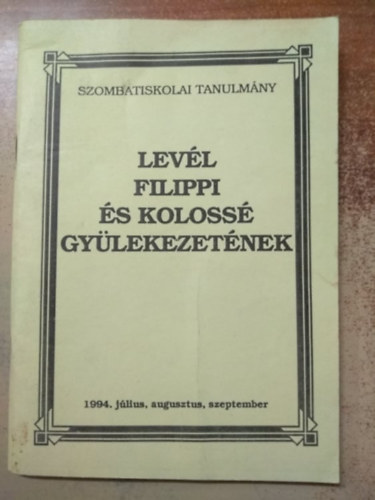 SZOMBATISKOLAI TANULMÁNY
LEVÉL
FILIPPI
ÉS KOLOSSÉ
GYÜLEKEZETÉNEK
1994. július, augusztus, szeptember